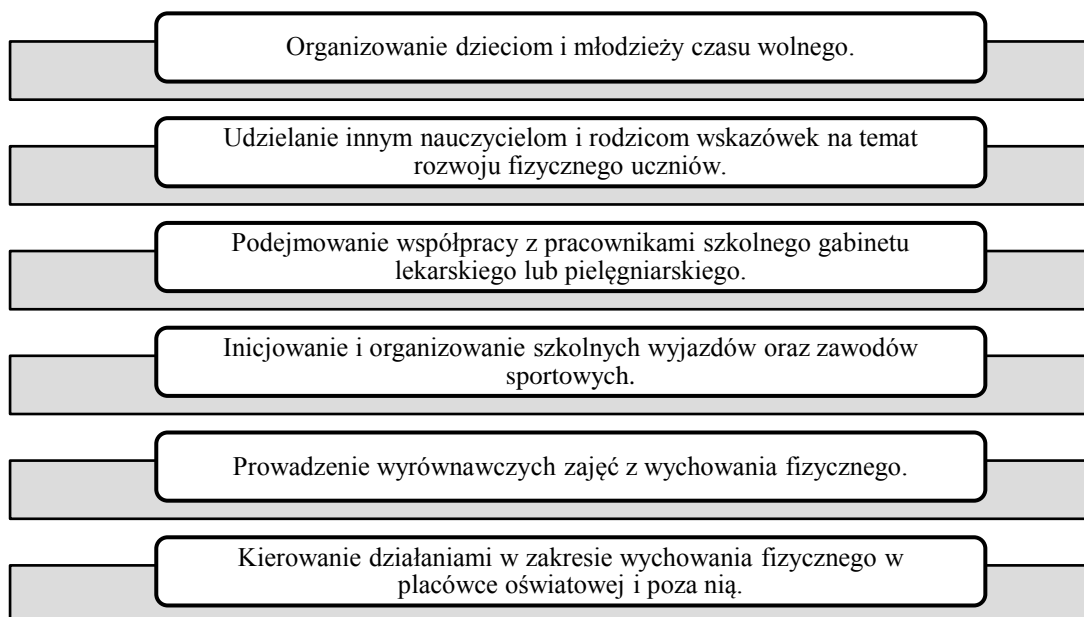 Organizowanie dzieciom i młodzieży czasu wolnego.
Udzielanie innym nauczycielom i rodzicom wskazówek na temat
rozwoju fizycznego uczniów.
Podejmowanie współpracy z pracownikami szkolnego gabinetu
lekarskiego lub pielęgniarskiego.
Inicjowanie i organizowanie szkolnych wyjazdów oraz zawodów
sportowych.
Prowadzenie wyrównawczych zajęć z wychowania fizycznego.
Kierowanie działaniami w zakresie wychowania fizycznego w
placówce oświatowej i poza nią.